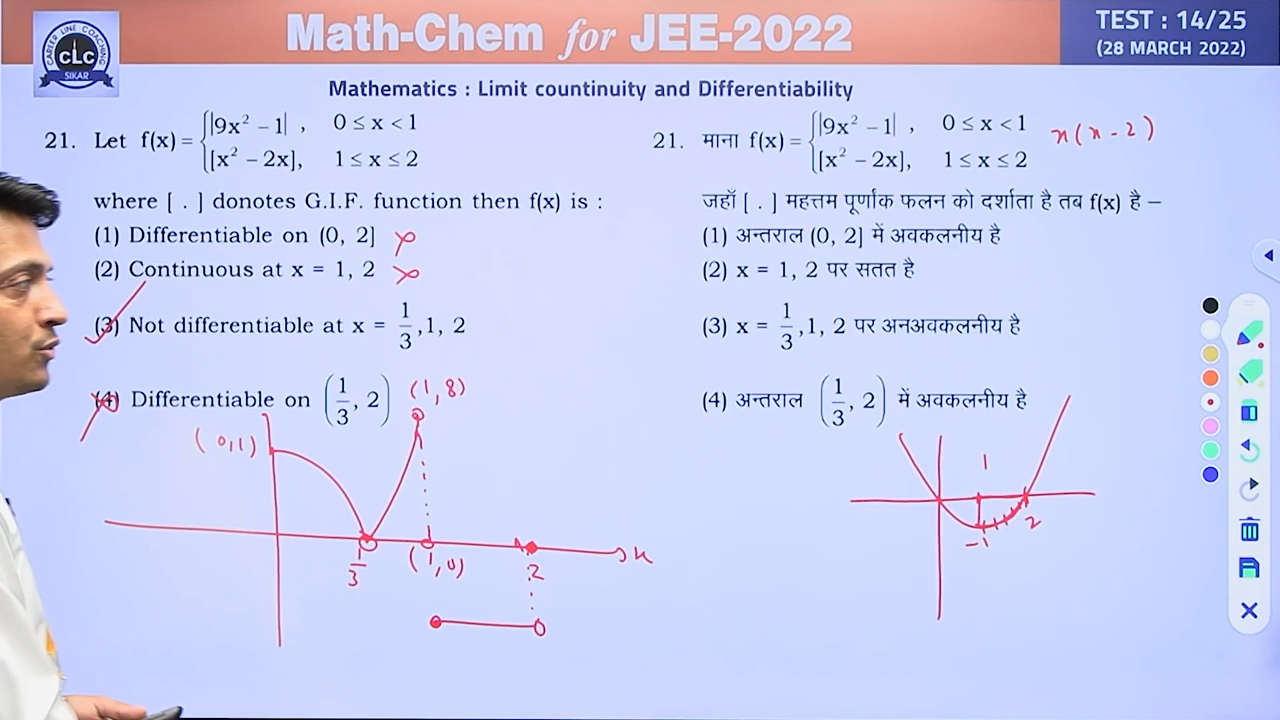 CAREER LINE COACHING
CLC
SIKAR
Math-Chem for JEE-2022
TEST : 14/25
(28 MARCH 2022)
Mathematics : Limit countinuity and Differentiability
21. Let f(x) = { |9x² – 1| , 0 ≤ x < 1
[x² – 2x], 1 ≤ x ≤ 2
where [ . ] donotes G.I.F. function then f(x) is :
(1) Differentiable on (0, 2]
(2) Continuous at x = 1, 2
(3) Not differentiable at x = 1/3, 1, 2
(4) Differentiable on (1/3, 2)
(1, 8)
(0,1)
1/3
(1, 0)
2
x
21. माना f(x) = { |9x² – 1| , 0 ≤ x < 1
[x² – 2x], 1 ≤ x ≤ 2
x(x-2)
जहाँ [ . ] महत्तम पूर्णांक फलन को दर्शाता है तब f(x) है –
(1) अन्तराल (0, 2] में अवकलनीय है
(2) x = 1, 2 पर सतत है
(3) x = 1/3, 1, 2 पर अनअवकलनीय है
(4) अन्तराल (1/3, 2) में अवकलनीय है
1
2
-1